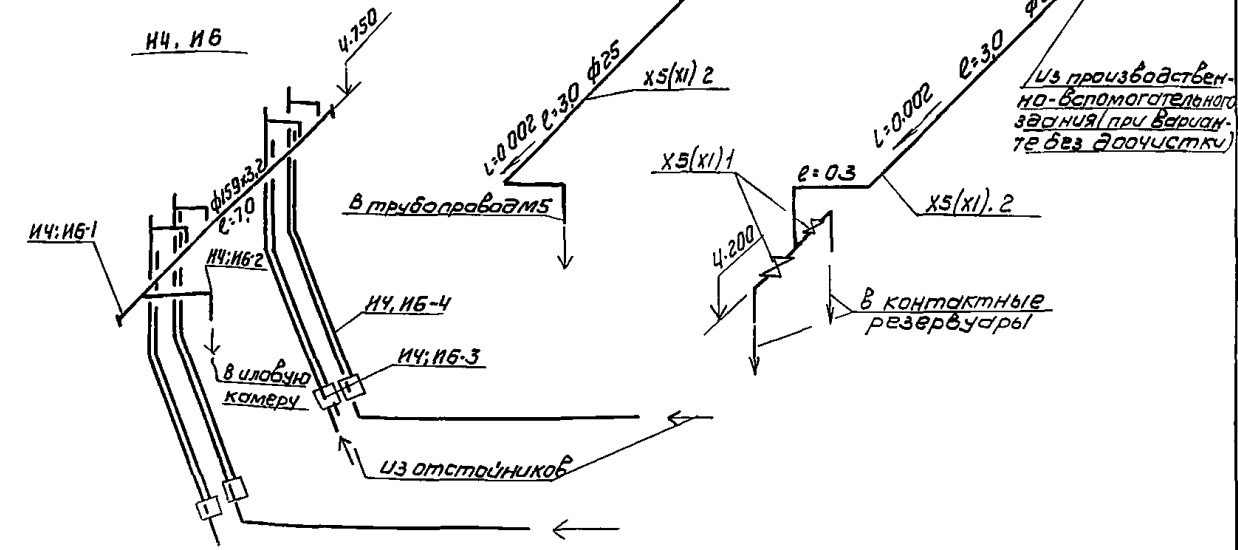 И4. И6
4.750
ф159х3,2
ℓ=7,0
И4; И6-1
И4; И6-2
И4, И6-4
И4; И6-3
в иловую
камеру
из отстойников
i=0.002 ℓ=3,0 ф25
Х5(Х1) 2
в трубопровод М5
Х5(Х1) 1
ℓ=0.3
i=0.002
ℓ=3,0
Х5(Х1). 2
4.200
в контактные
резервуары
из производствен-
но-вспомогательного
здания (при вариан-
те без доочистки)